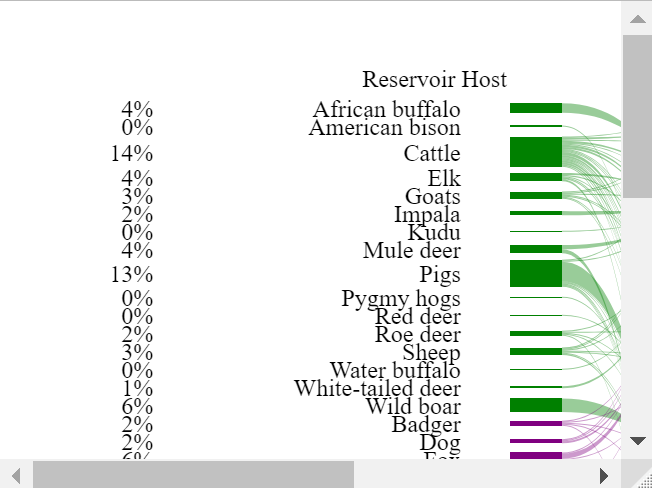 Reservoir Host
4% African buffalo
0% American bison
14% Cattle
4% Elk
3% Goats
2% Impala
0% Kudu
4% Mule deer
13% Pigs
0% Pygmy hogs
0% Red deer
2% Roe deer
3% Sheep
0% Water buffalo
1% White-tailed deer
6% Wild boar
2% Badger
2% Dog
6% Fox